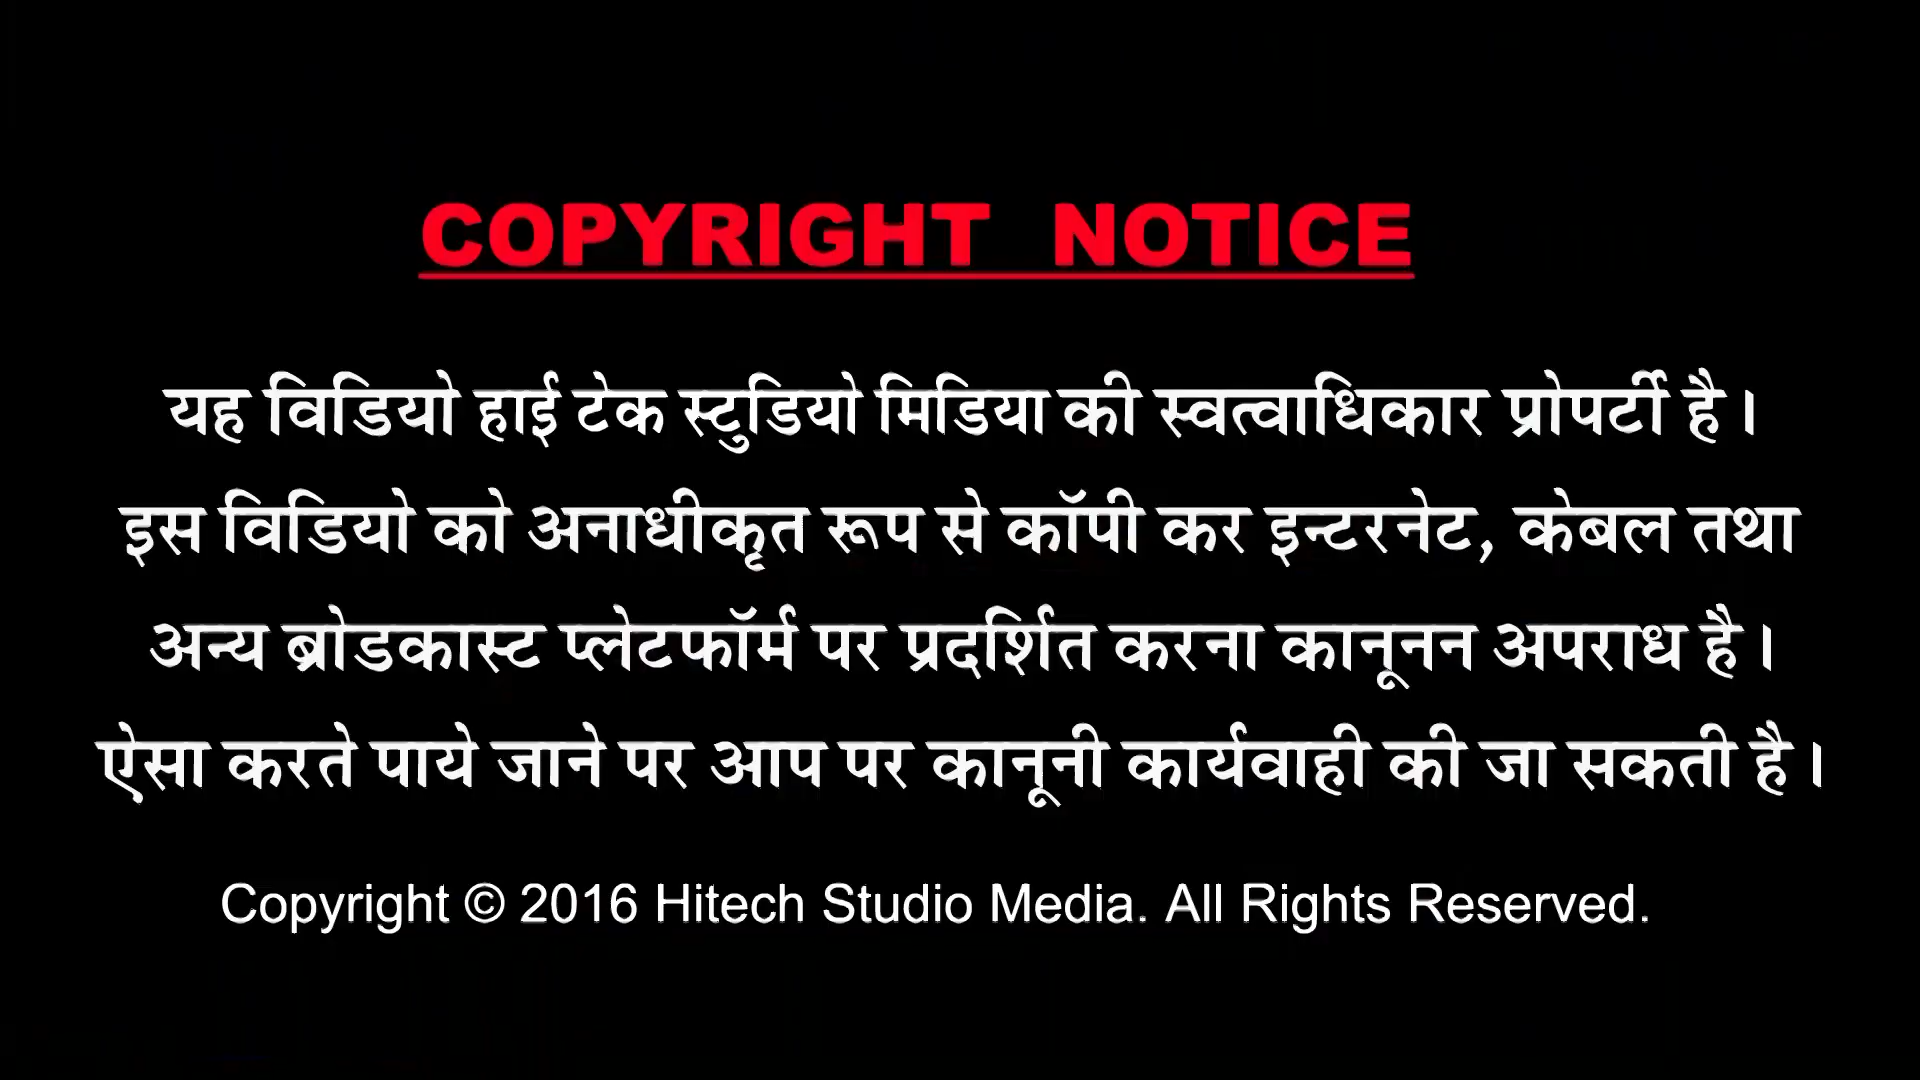 COPYRIGHT NOTICE
यह विडियो हाई टेक स्टुडियो मिडिया की स्वत्वाधिकार प्रोपर्टी है।
इस विडियो को अनाधीकृत रूप से कॉपी कर इन्टरनेट, केबल तथा
अन्य ब्रोडकास्ट प्लेटफॉर्म पर प्रदर्शित करना कानूनन अपराध है।
ऐसा करते पाये जाने पर आप पर कानूनी कार्यवाही की जा सकती है।
Copyright © 2016 Hitech Studio Media. All Rights Reserved.